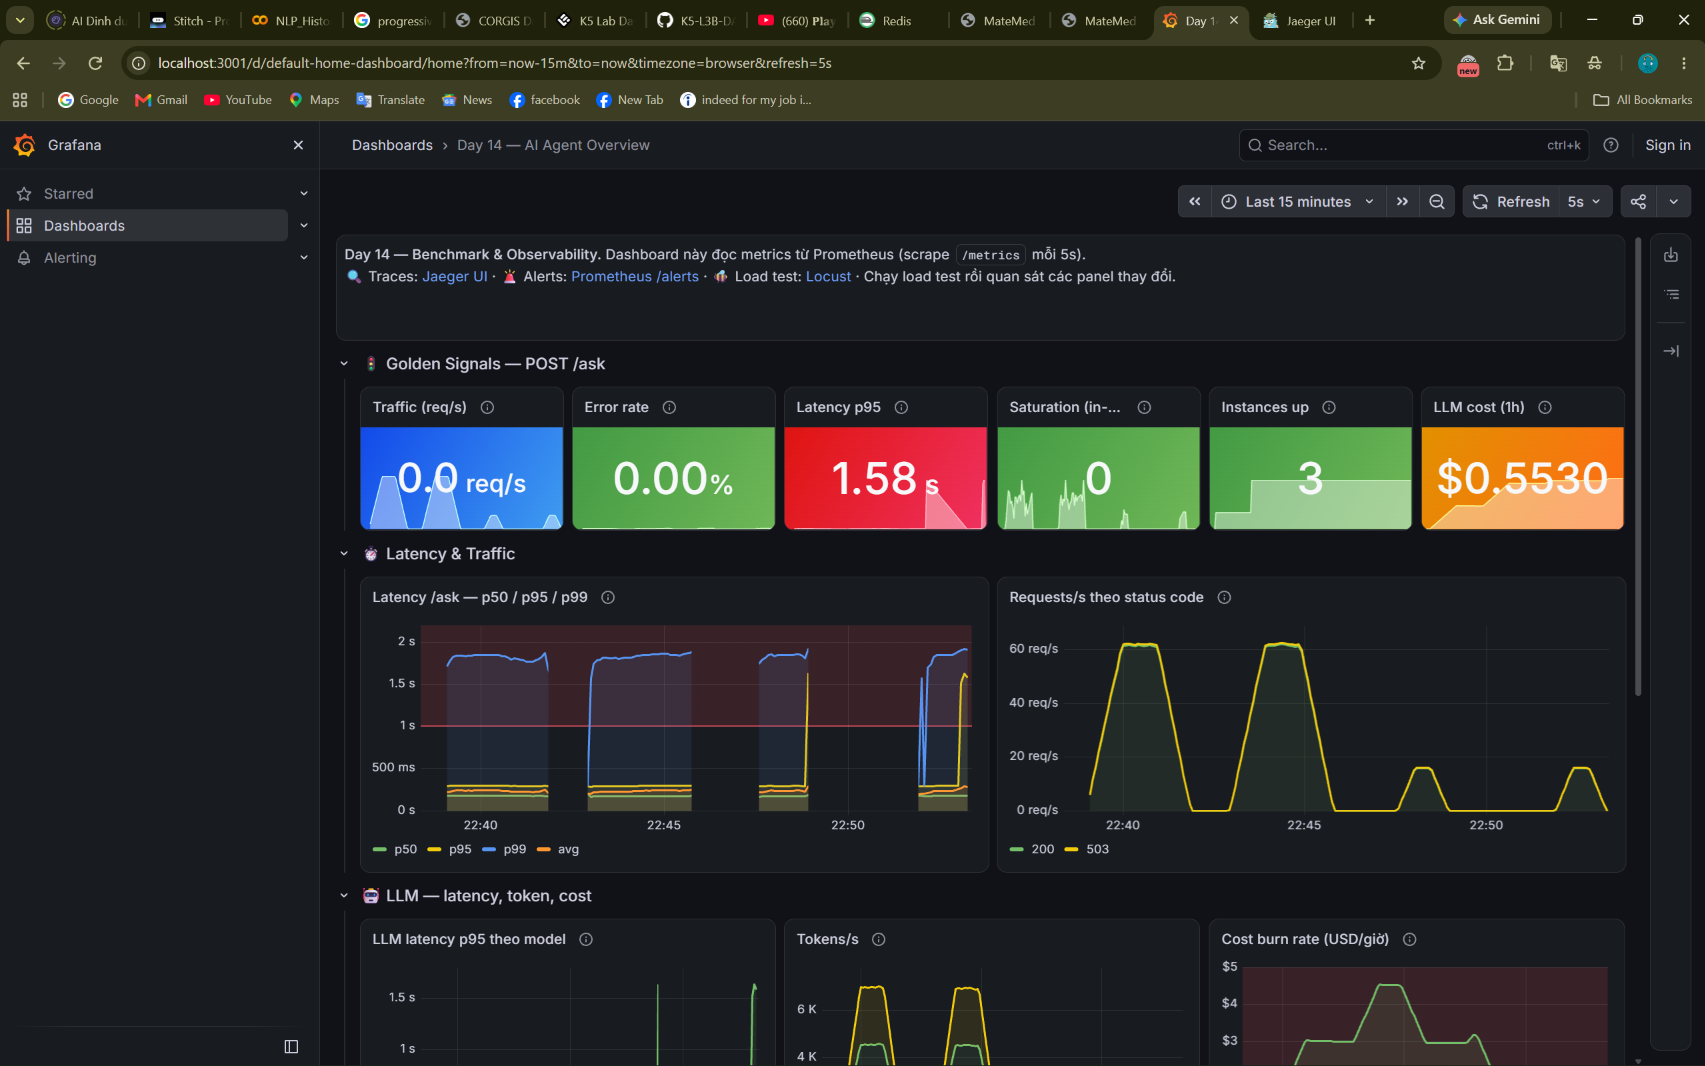 AI Dinh du
Stitch - Pr
NLP_Histo
progressiv
CORGIS D
K5 Lab Da
K5-L3B-D
(660) Play
Redis
MateMed
MateMed
Day 14
Jaeger UI
Ask Gemini
localhost:3001/d/default-home-dashboard/home?from=now-15m&to=now&timezone=browser&refresh=5s
new
Google
Gmail
YouTube
Maps
Translate
News
facebook
New Tab
indeed for my job i...
All Bookmarks
Grafana
Dashboards › Day 14 — AI Agent Overview
Search...
ctrl+k
Sign in
Starred
Dashboards
Alerting
Last 15 minutes
Refresh
5s
Day 14 — Benchmark & Observability. Dashboard này đọc metrics từ Prometheus (scrape /metrics mỗi 5s).
Traces: Jaeger UI · Alerts: Prometheus /alerts · Load test: Locust · Chạy load test rồi quan sát các panel thay đổi.
Golden Signals — POST /ask
Traffic (req/s)
Error rate
Latency p95
Saturation (in-...
Instances up
LLM cost (1h)
0.0 req/s
0.00%
1.58 s
0
3
$0.5530
Latency & Traffic
Latency /ask — p50 / p95 / p99
2 s
1.5 s
1 s
500 ms
0 s
22:40
22:45
22:50
p50
p95
p99
avg
Requests/s theo status code
60 req/s
40 req/s
20 req/s
0 req/s
22:40
22:45
22:50
200
503
LLM — latency, token, cost
LLM latency p95 theo model
1.5 s
1 s
Tokens/s
6 K
4 K
Cost burn rate (USD/giờ)
$5
$4
$3